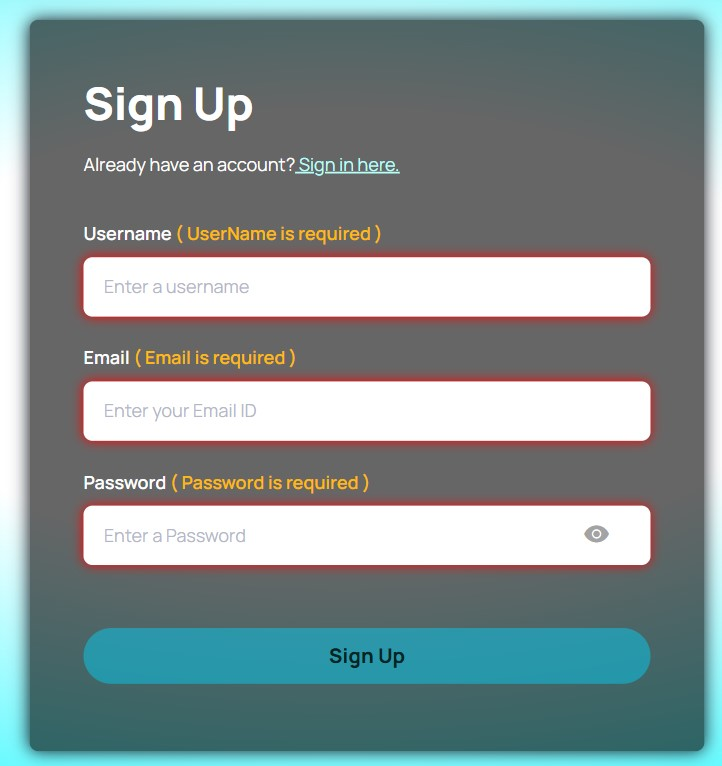 Sign Up
Already have an account? Sign in here.
Username ( UserName is required )
Enter a username
Email ( Email is required )
Enter your Email ID
Password ( Password is required )
Enter a Password
Sign Up